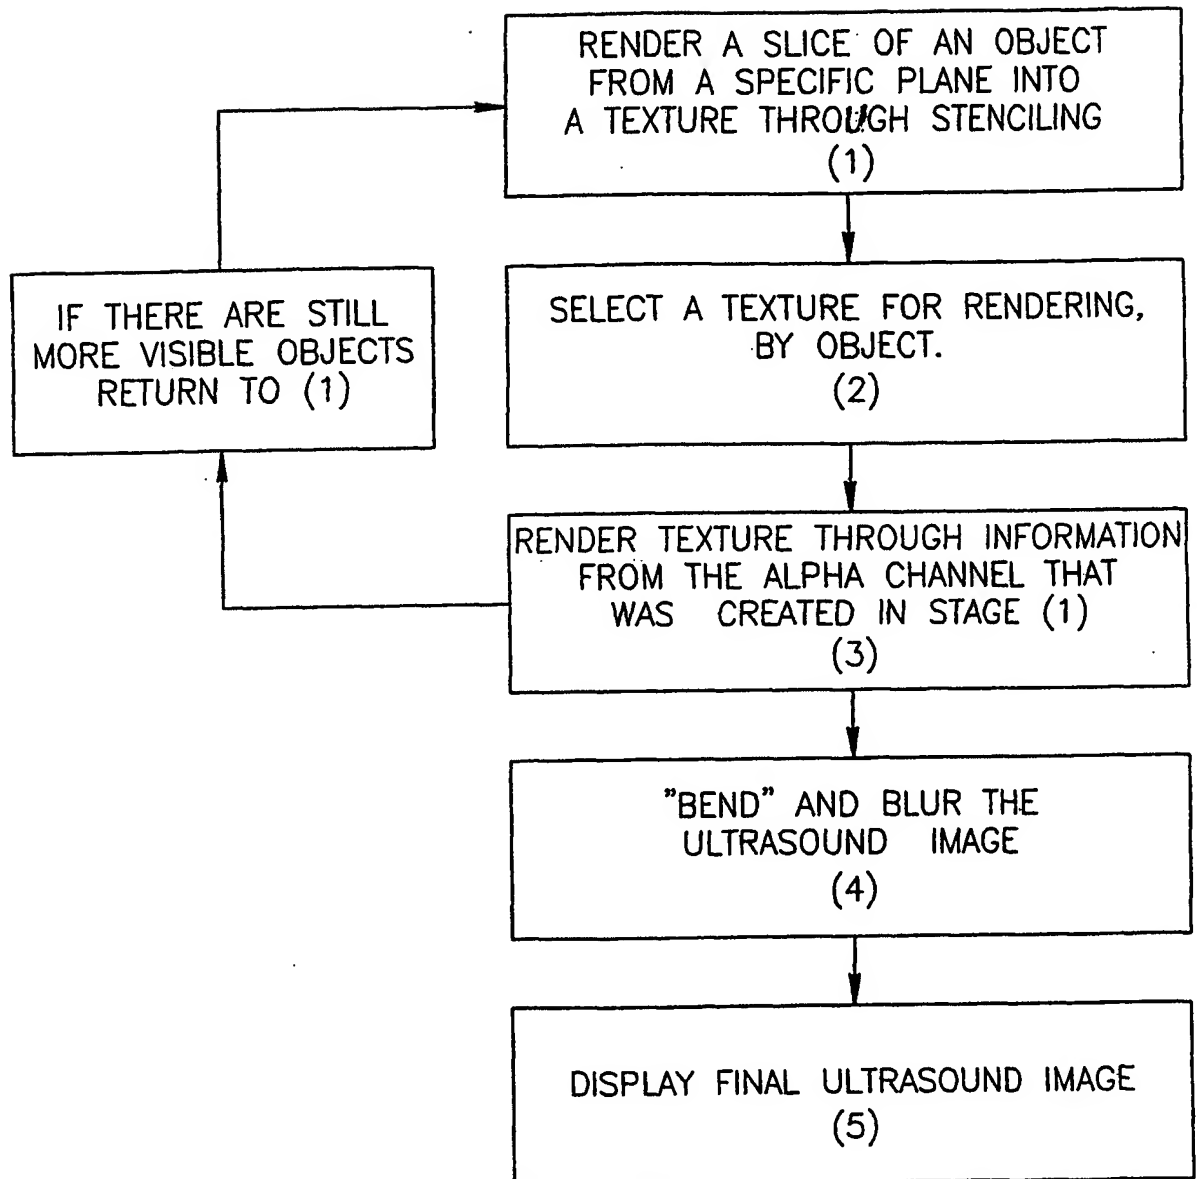 RENDER A SLICE OF AN OBJECT
FROM A SPECIFIC PLANE INTO
A TEXTURE THROUGH STENCILING
(1)
IF THERE ARE STILL
MORE VISIBLE OBJECTS
RETURN TO (1)
SELECT A TEXTURE FOR RENDERING,
BY OBJECT.
(2)
RENDER TEXTURE THROUGH INFORMATION
FROM THE ALPHA CHANNEL THAT
WAS CREATED IN STAGE (1)
(3)
"BEND" AND BLUR THE
ULTRASOUND IMAGE
(4)
DISPLAY FINAL ULTRASOUND IMAGE
(5)